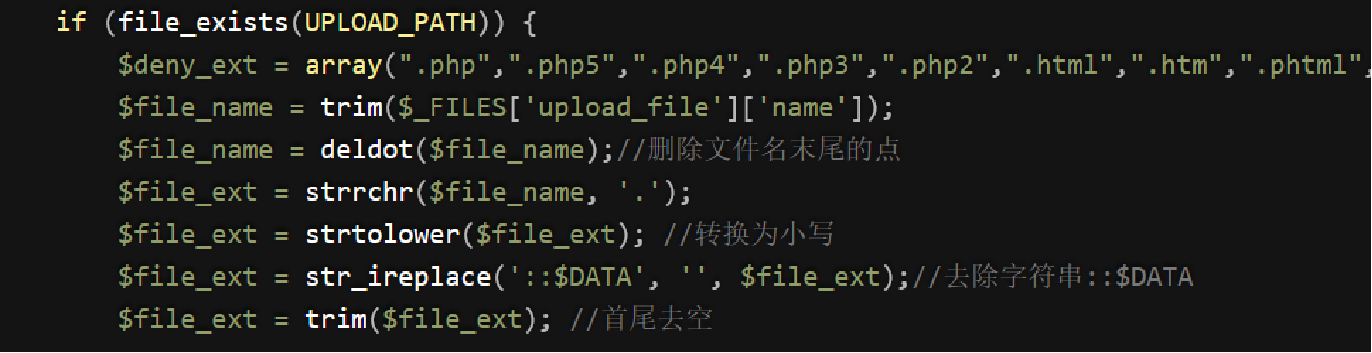 if (file_exists(UPLOAD_PATH)) {
$deny_ext = array(".php",".php5",".php4",".php3",".php2",".html",".htm",".phtml",
$file_name = trim($_FILES['upload_file']['name']);
$file_name = deldot($file_name);//删除文件名末尾的点
$file_ext = strrchr($file_name, '.');
$file_ext = strtolower($file_ext); //转换为小写
$file_ext = str_ireplace('::$DATA', '', $file_ext);//去除字符串::$DATA
$file_ext = trim($file_ext); //首尾去空